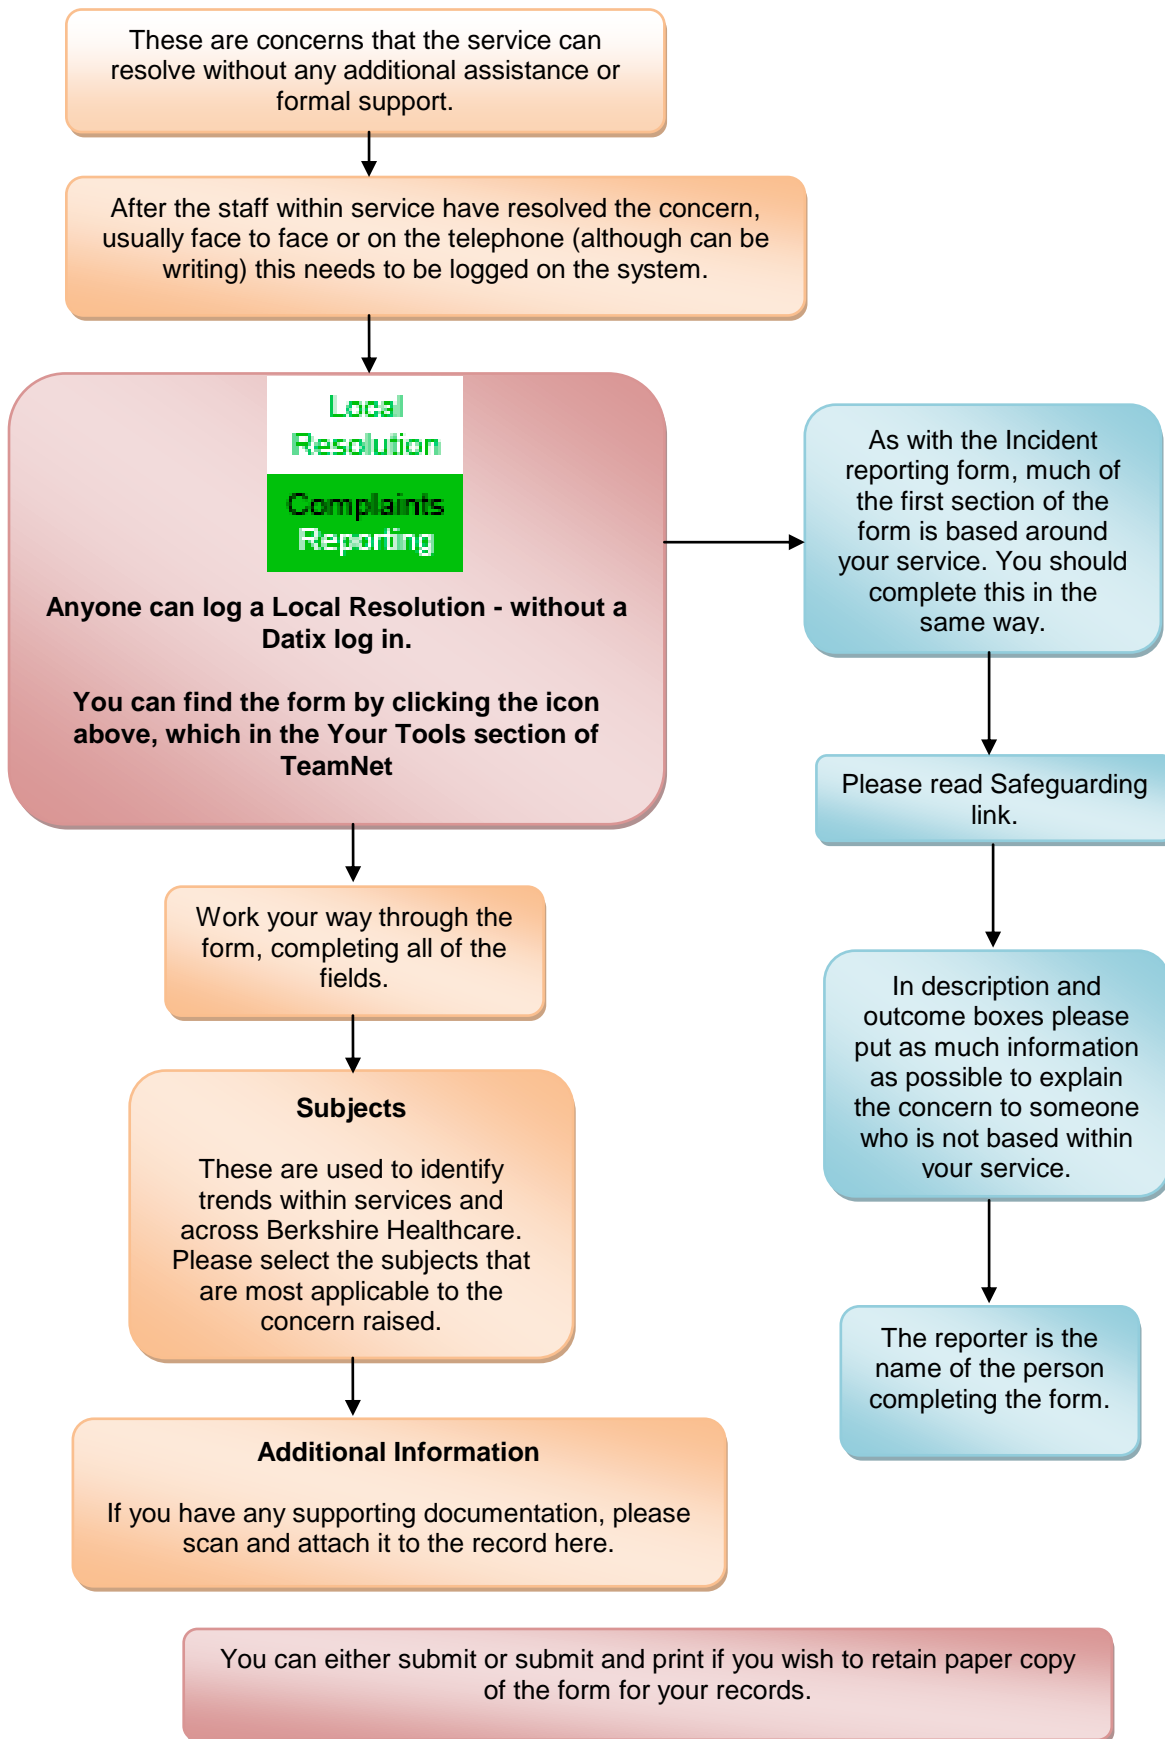 These are concerns that the service can
resolve without any additional assistance or
formal support.
After the staff within service have resolved the concern,
usually face to face or on the telephone (although can be
writing) this needs to be logged on the system.
Local
Resolution
Complaints
Reporting
Anyone can log a Local Resolution - without a
Datix log in.
You can find the form by clicking the icon
above, which in the Your Tools section of
TeamNet
As with the Incident
reporting form, much of
the first section of the
form is based around
your service. You should
complete this in the
same way.
Please read Safeguarding
link.
In description and
outcome boxes please
put as much information
as possible to explain
the concern to someone
who is not based within
your service.
The reporter is the
name of the person
completing the form.
Work your way through the
form, completing all of the
fields.
Subjects
These are used to identify
trends within services and
across Berkshire Healthcare.
Please select the subjects that
are most applicable to the
concern raised.
Additional Information
If you have any supporting documentation, please
scan and attach it to the record here.
You can either submit or submit and print if you wish to retain paper copy
of the form for your records.